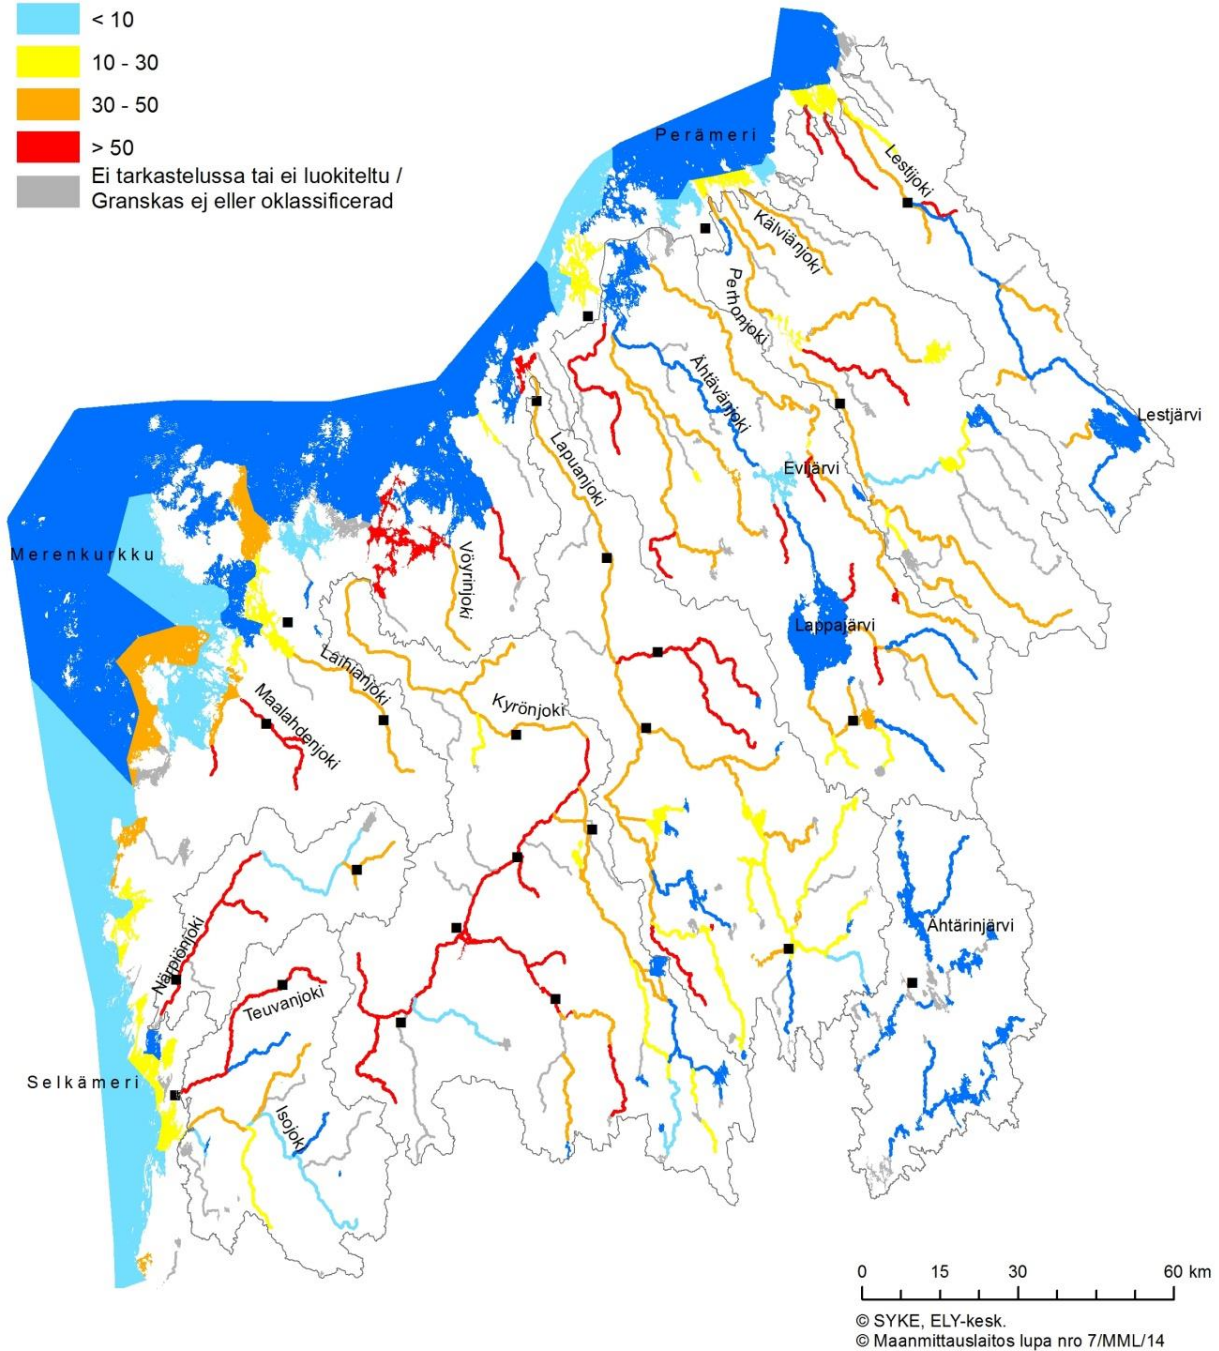 < 10
10 - 30
30 - 50
> 50
Ei tarkastelussa tai ei luokiteltu /
Granskas ej eller oklassificerad
Perämeri
Lestijoki
Kälviänjoki
Perhonjoki
Ähtävänjoki
Lestjärvi
Evijärvi
Lapuanjoki
Merenkurkku
Vöyrinjoki
Lappajärvi
Laihianjoki
Maalahdenjoki
Kyrönjoki
Ähtärinjärvi
Närpiönjoki
Teuvanjoki
Selkämeri
Isojoki
0 15 30 60 km
© SYKE, ELY-kesk.
© Maanmittauslaitos lupa nro 7/MML/14